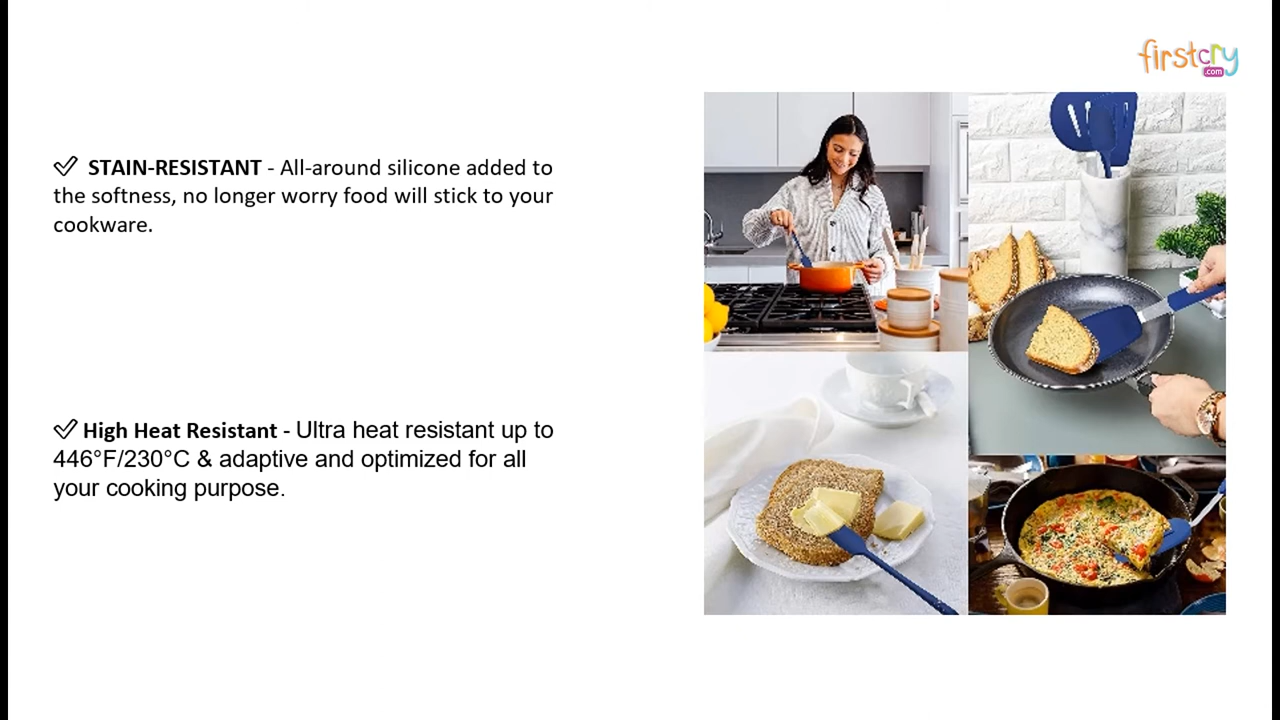 firstcry
.com
✓ STAIN-RESISTANT - All-around silicone added to
the softness, no longer worry food will stick to your
cookware.
✓ High Heat Resistant - Ultra heat resistant up to
446°F/230°C & adaptive and optimized for all
your cooking purpose.